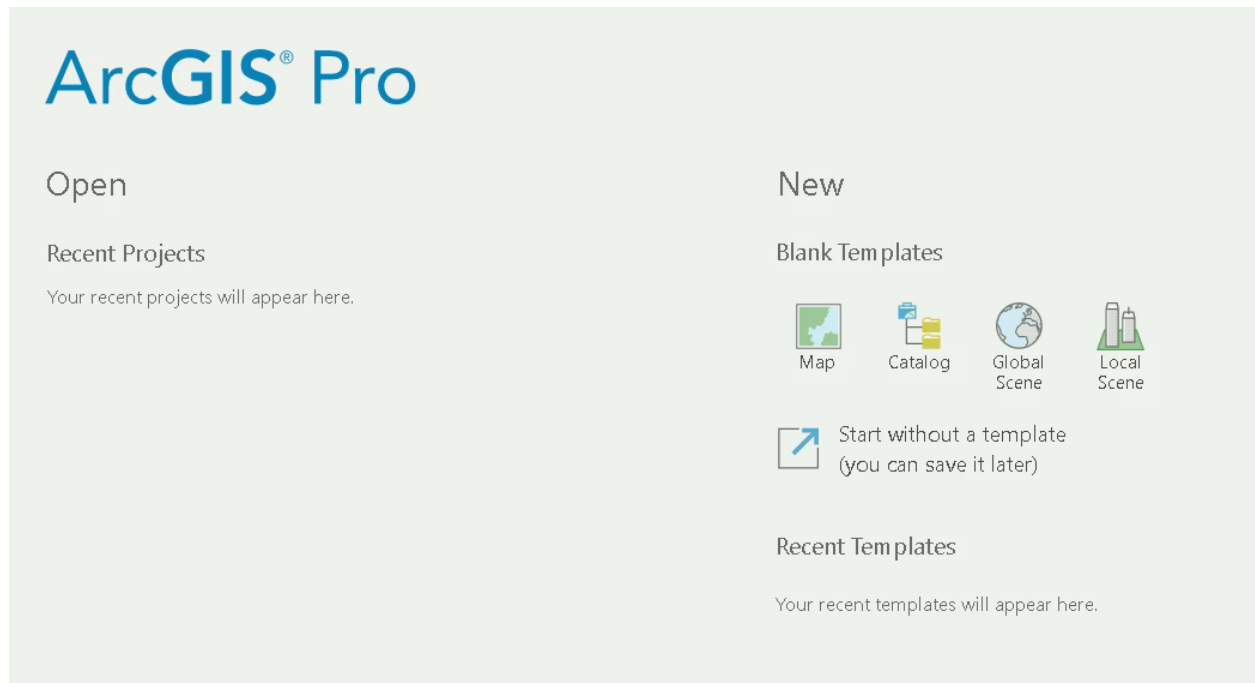 ArcGIS® Pro
Open
Recent Projects
Your recent projects will appear here.
New
Blank Templates
Map
Catalog
Global
Scene
Local
Scene
Start without a template
(you can save it later)
Recent Templates
Your recent templates will appear here.